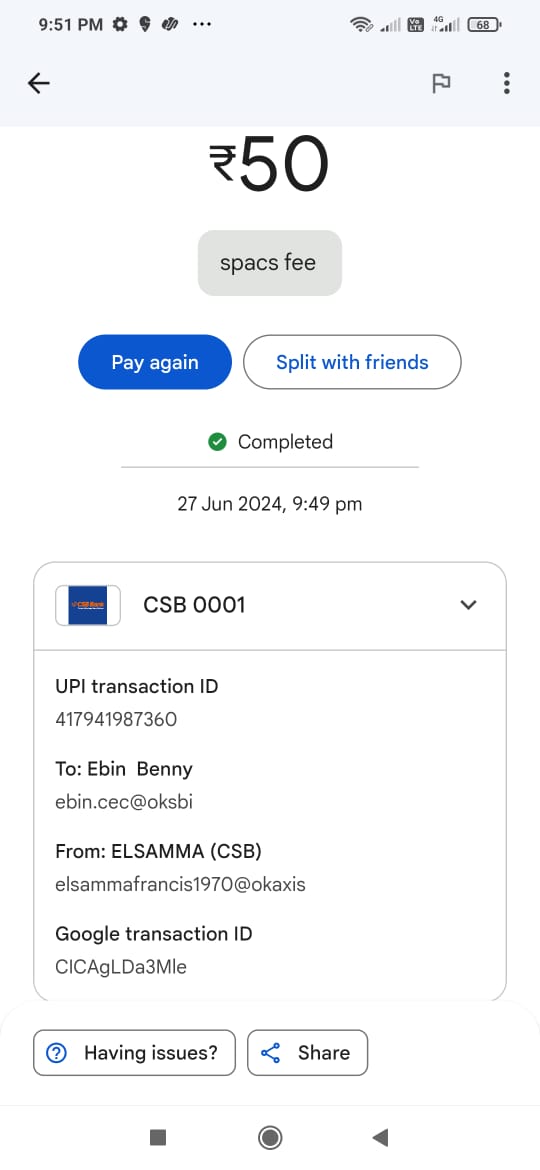 9:51 PM
4G
68
₹50
spacs fee
Pay again
Split with friends
Completed
27 Jun 2024, 9:49 pm
CSB Bank
CSB 0001
UPI transaction ID
417941987360
To: Ebin  Benny
ebin.cec@oksbi
From: ELSAMMA (CSB)
elsammafrancis1970@okaxis
Google transaction ID
CICAgLDa3Mle
Having issues?
Share